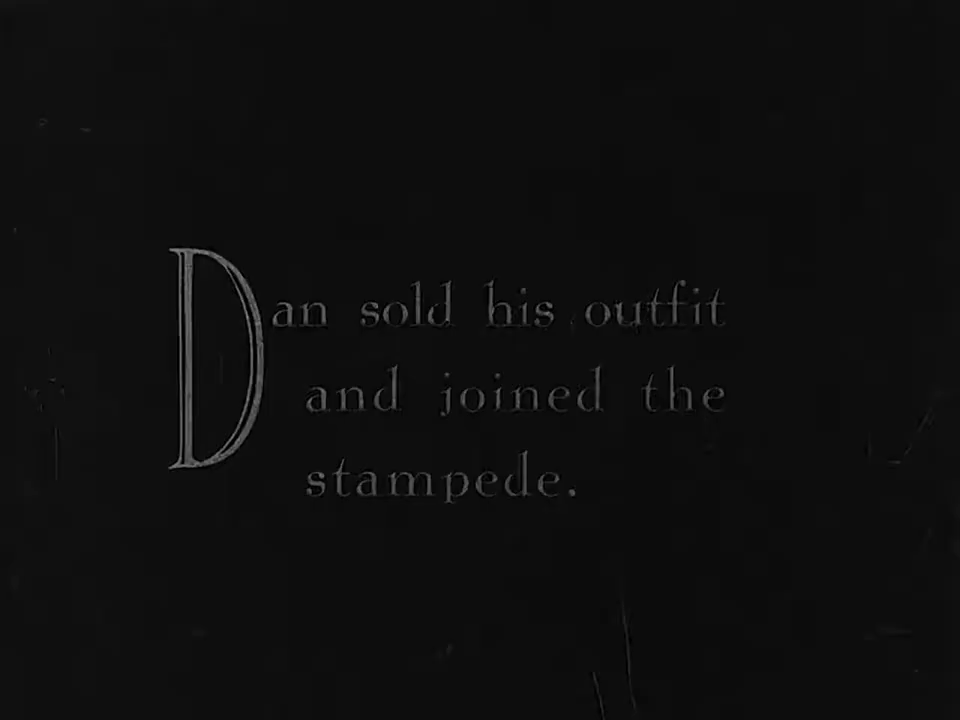 Dan sold his outfit
and joined the
stampede.